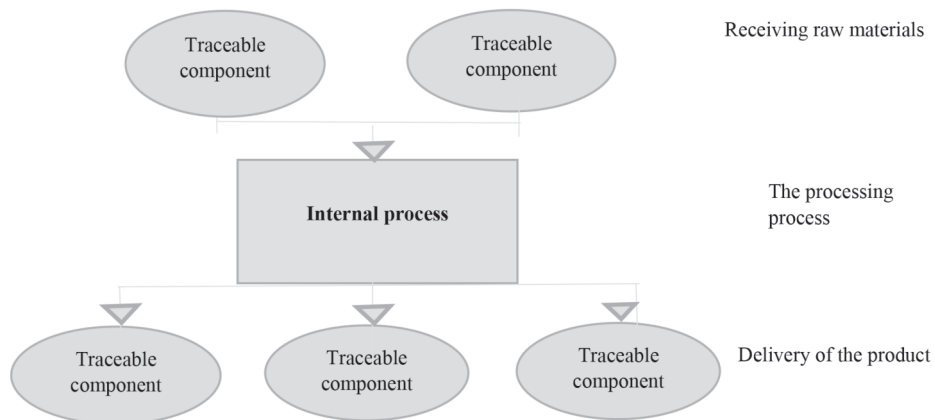 Traceable
component
Traceable
component
Receiving raw materials
Internal process
The processing
process
Traceable
component
Traceable
component
Traceable
component
Delivery of the product